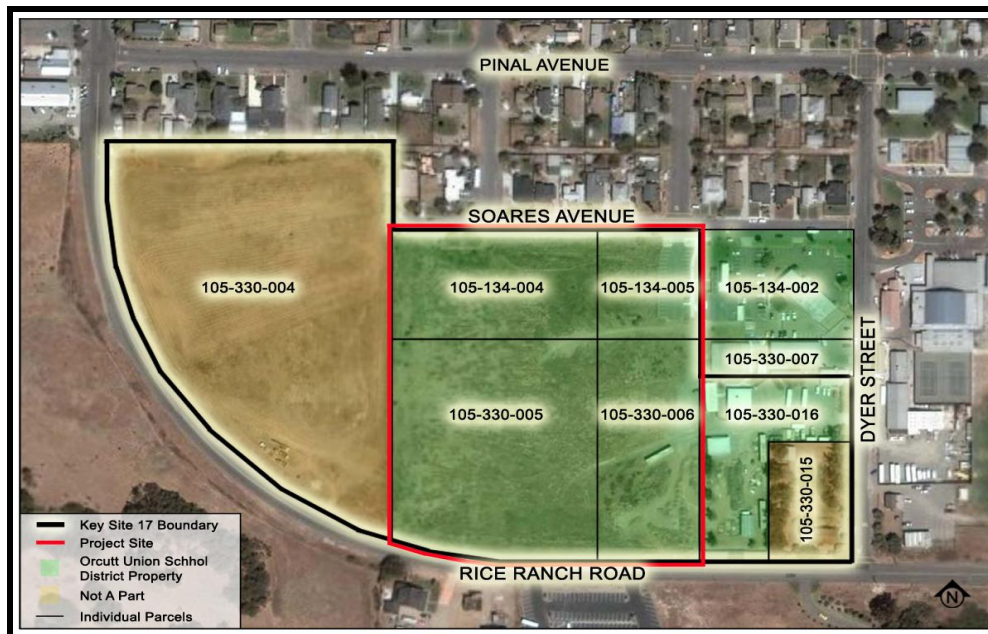 PINAL AVENUE
SOARES AVENUE
105-330-004
105-134-004
105-134-005
105-134-002
105-330-007
105-330-005
105-330-006
105-330-016
105-330-015
DYER STREET
RICE RANCH ROAD
Key Site 17 Boundary
Project Site
Orcutt Union Schhol
District Property
Not A Part
Individual Parcels
N